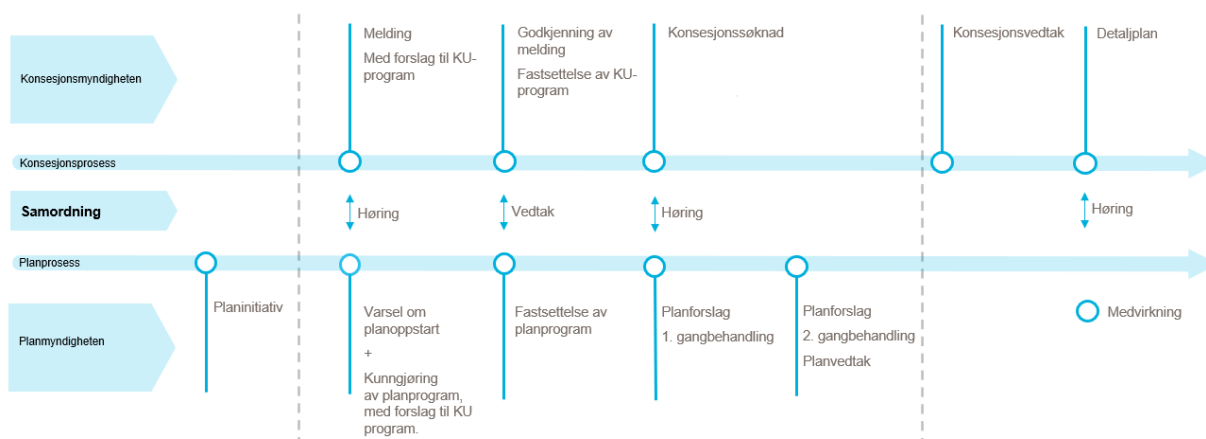 Konsesjonsmyndigheten
Melding
Med forslag til KU-
program
Godkjenning av
melding
Fastsettelse av KU-
program
Konsesjonssøknad
Konsesjonsvedtak
Detaljplan
Konsesjonsprosess
Samordning
Høring
Vedtak
Høring
Høring
Planprosess
Planmyndigheten
Planinitiativ
Varsel om
planoppstart
+
Kunngjøring
av planprogram,
med forslag til KU
program.
Fastsettelse av
planprogram
Planforslag
1. gangbehandling
Planforslag
2. gangbehandling
Planvedtak
Medvirkning